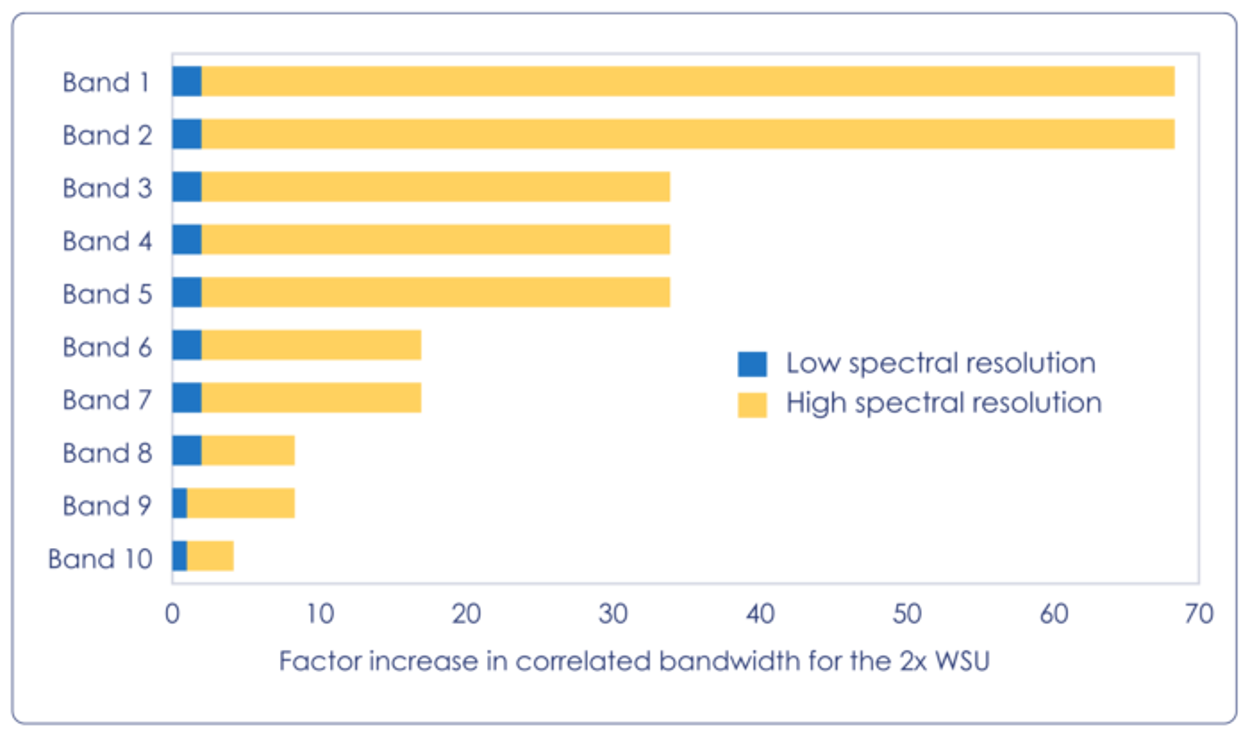 Band 1
Band 2
Band 3
Band 4
Band 5
Band 6
Band 7
Band 8
Band 9
Band 10
Low spectral resolution
High spectral resolution
0 10 20 30 40 50 60 70
Factor increase in correlated bandwidth for the 2x WSU